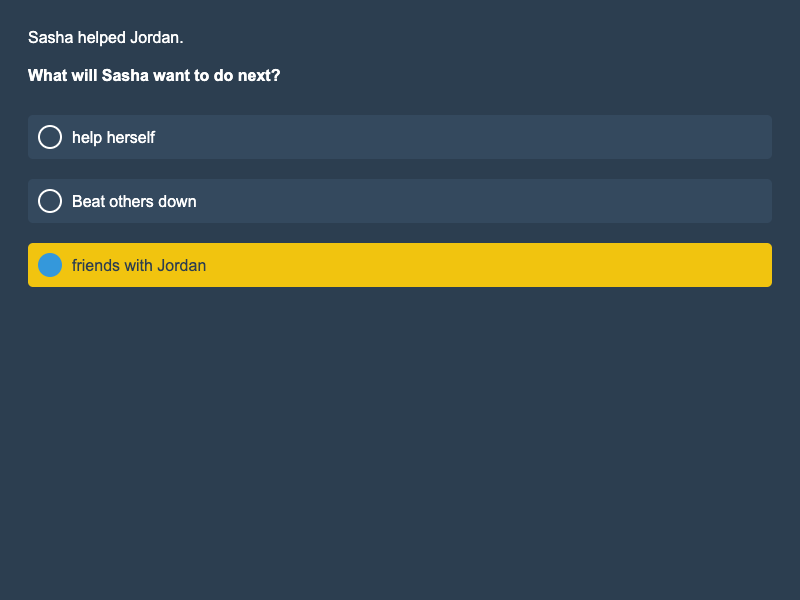 Sasha helped Jordan.
What will Sasha want to do next?
help herself
Beat others down
friends with Jordan